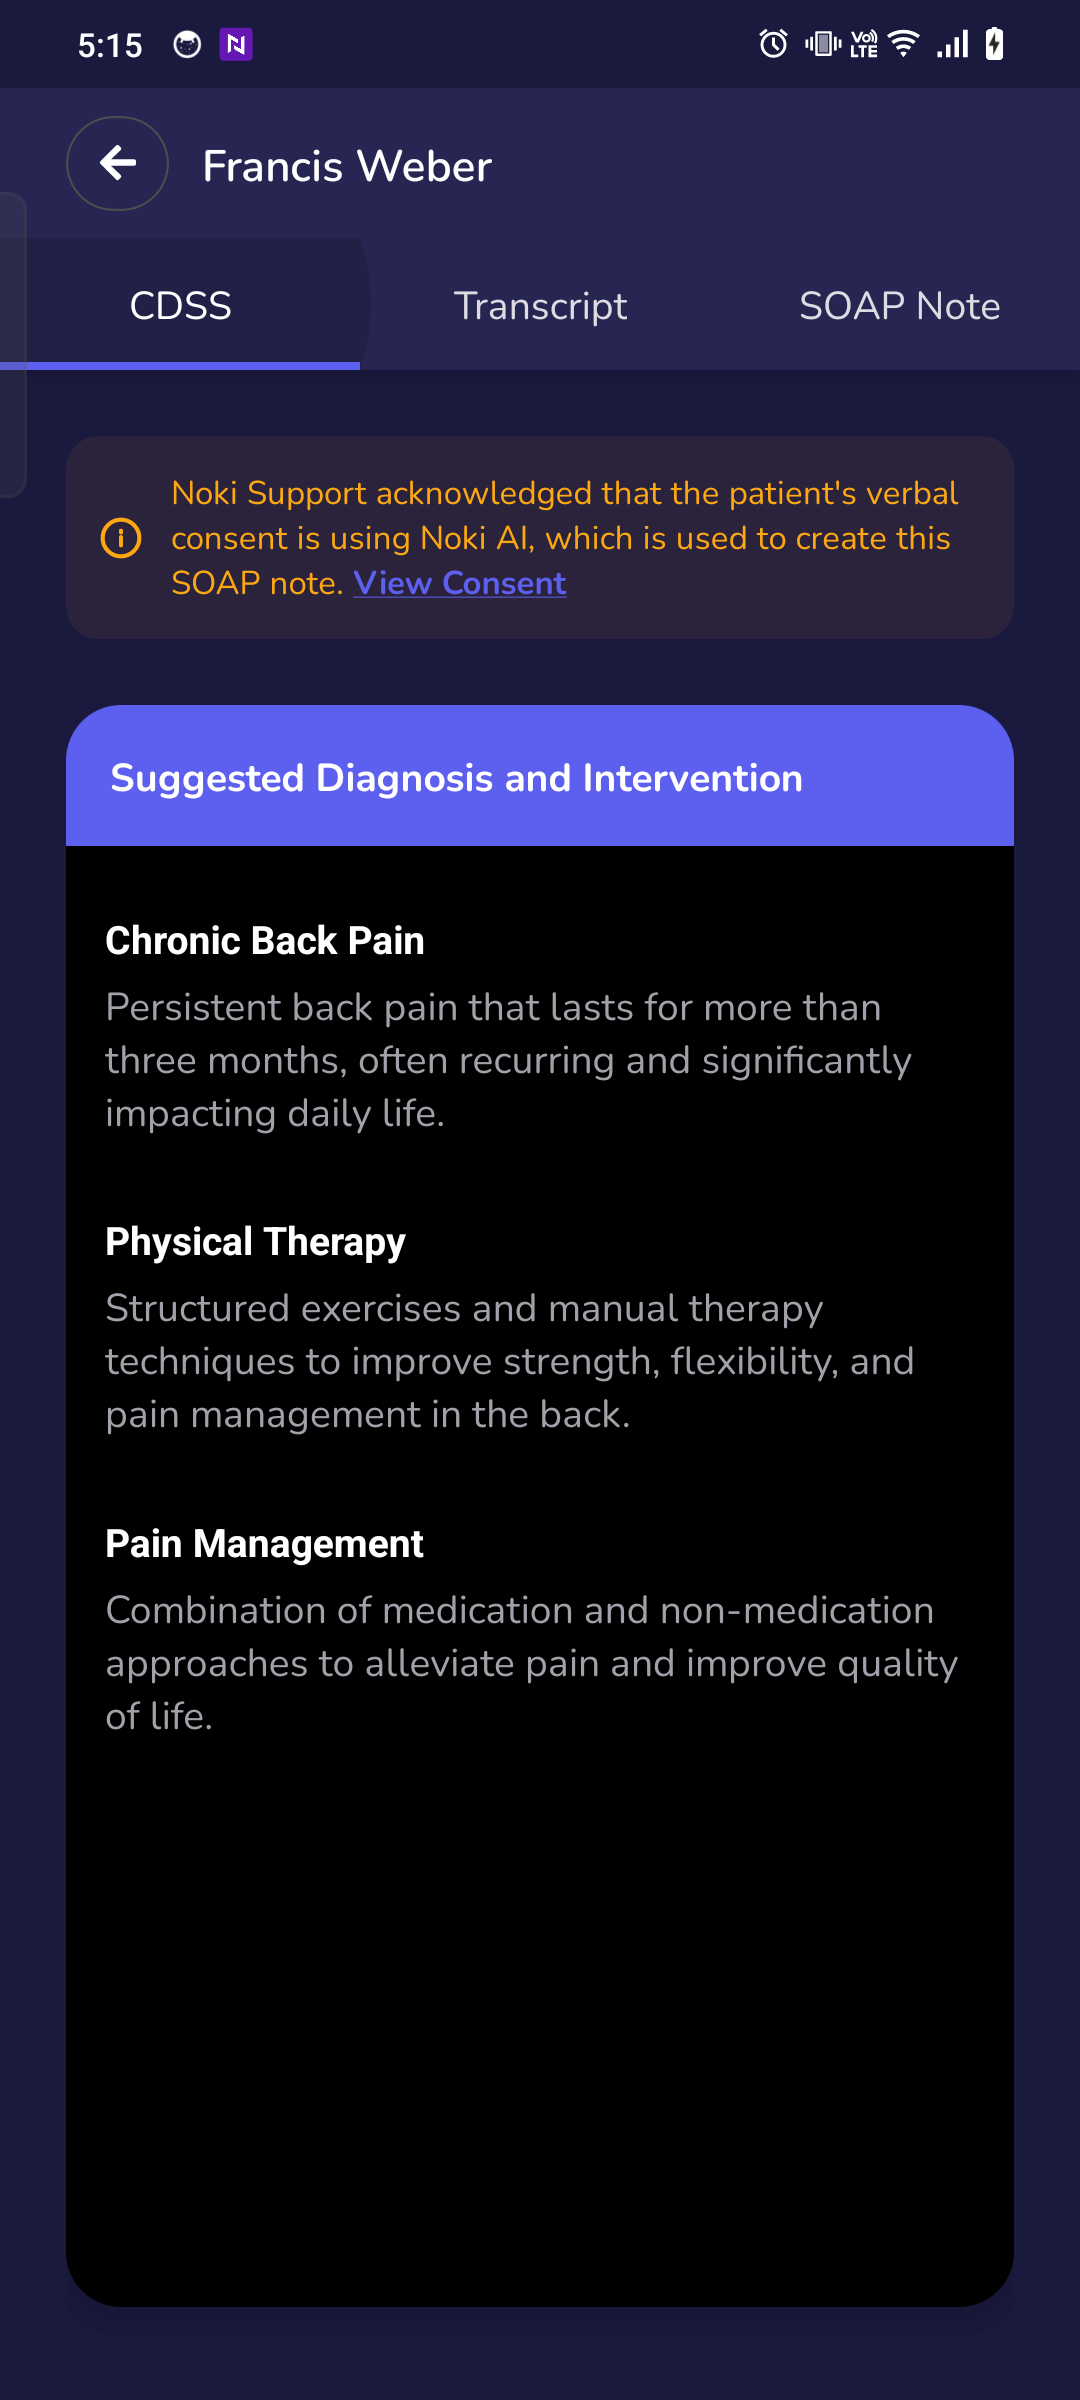 5:15
Vo)) LTE
Francis Weber
CDSS
Transcript
SOAP Note
Noki Support acknowledged that the patient's verbal
consent is using Noki AI, which is used to create this
SOAP note. View Consent
Suggested Diagnosis and Intervention
Chronic Back Pain
Persistent back pain that lasts for more than
three months, often recurring and significantly
impacting daily life.
Physical Therapy
Structured exercises and manual therapy
techniques to improve strength, flexibility, and
pain management in the back.
Pain Management
Combination of medication and non-medication
approaches to alleviate pain and improve quality
of life.